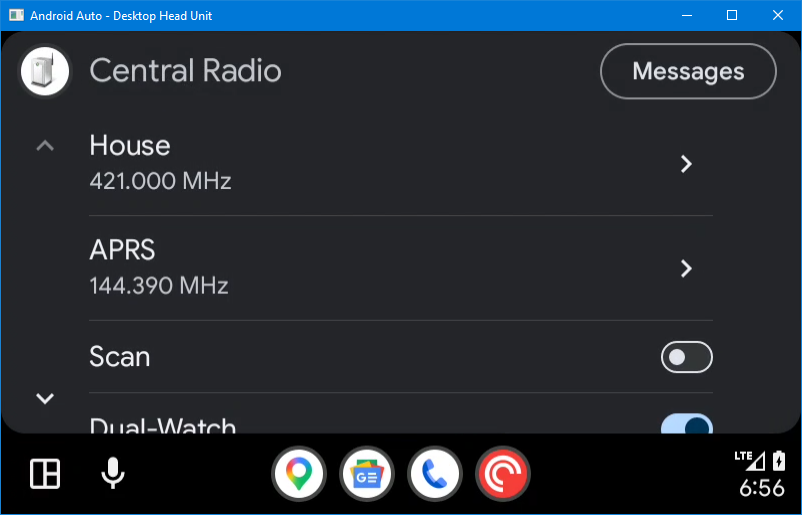 Android Auto - Desktop Head Unit
Central Radio
Messages
House
421.000 MHz
APRS
144.390 MHz
Scan
Dual-Watch
GE
LTE
6:56